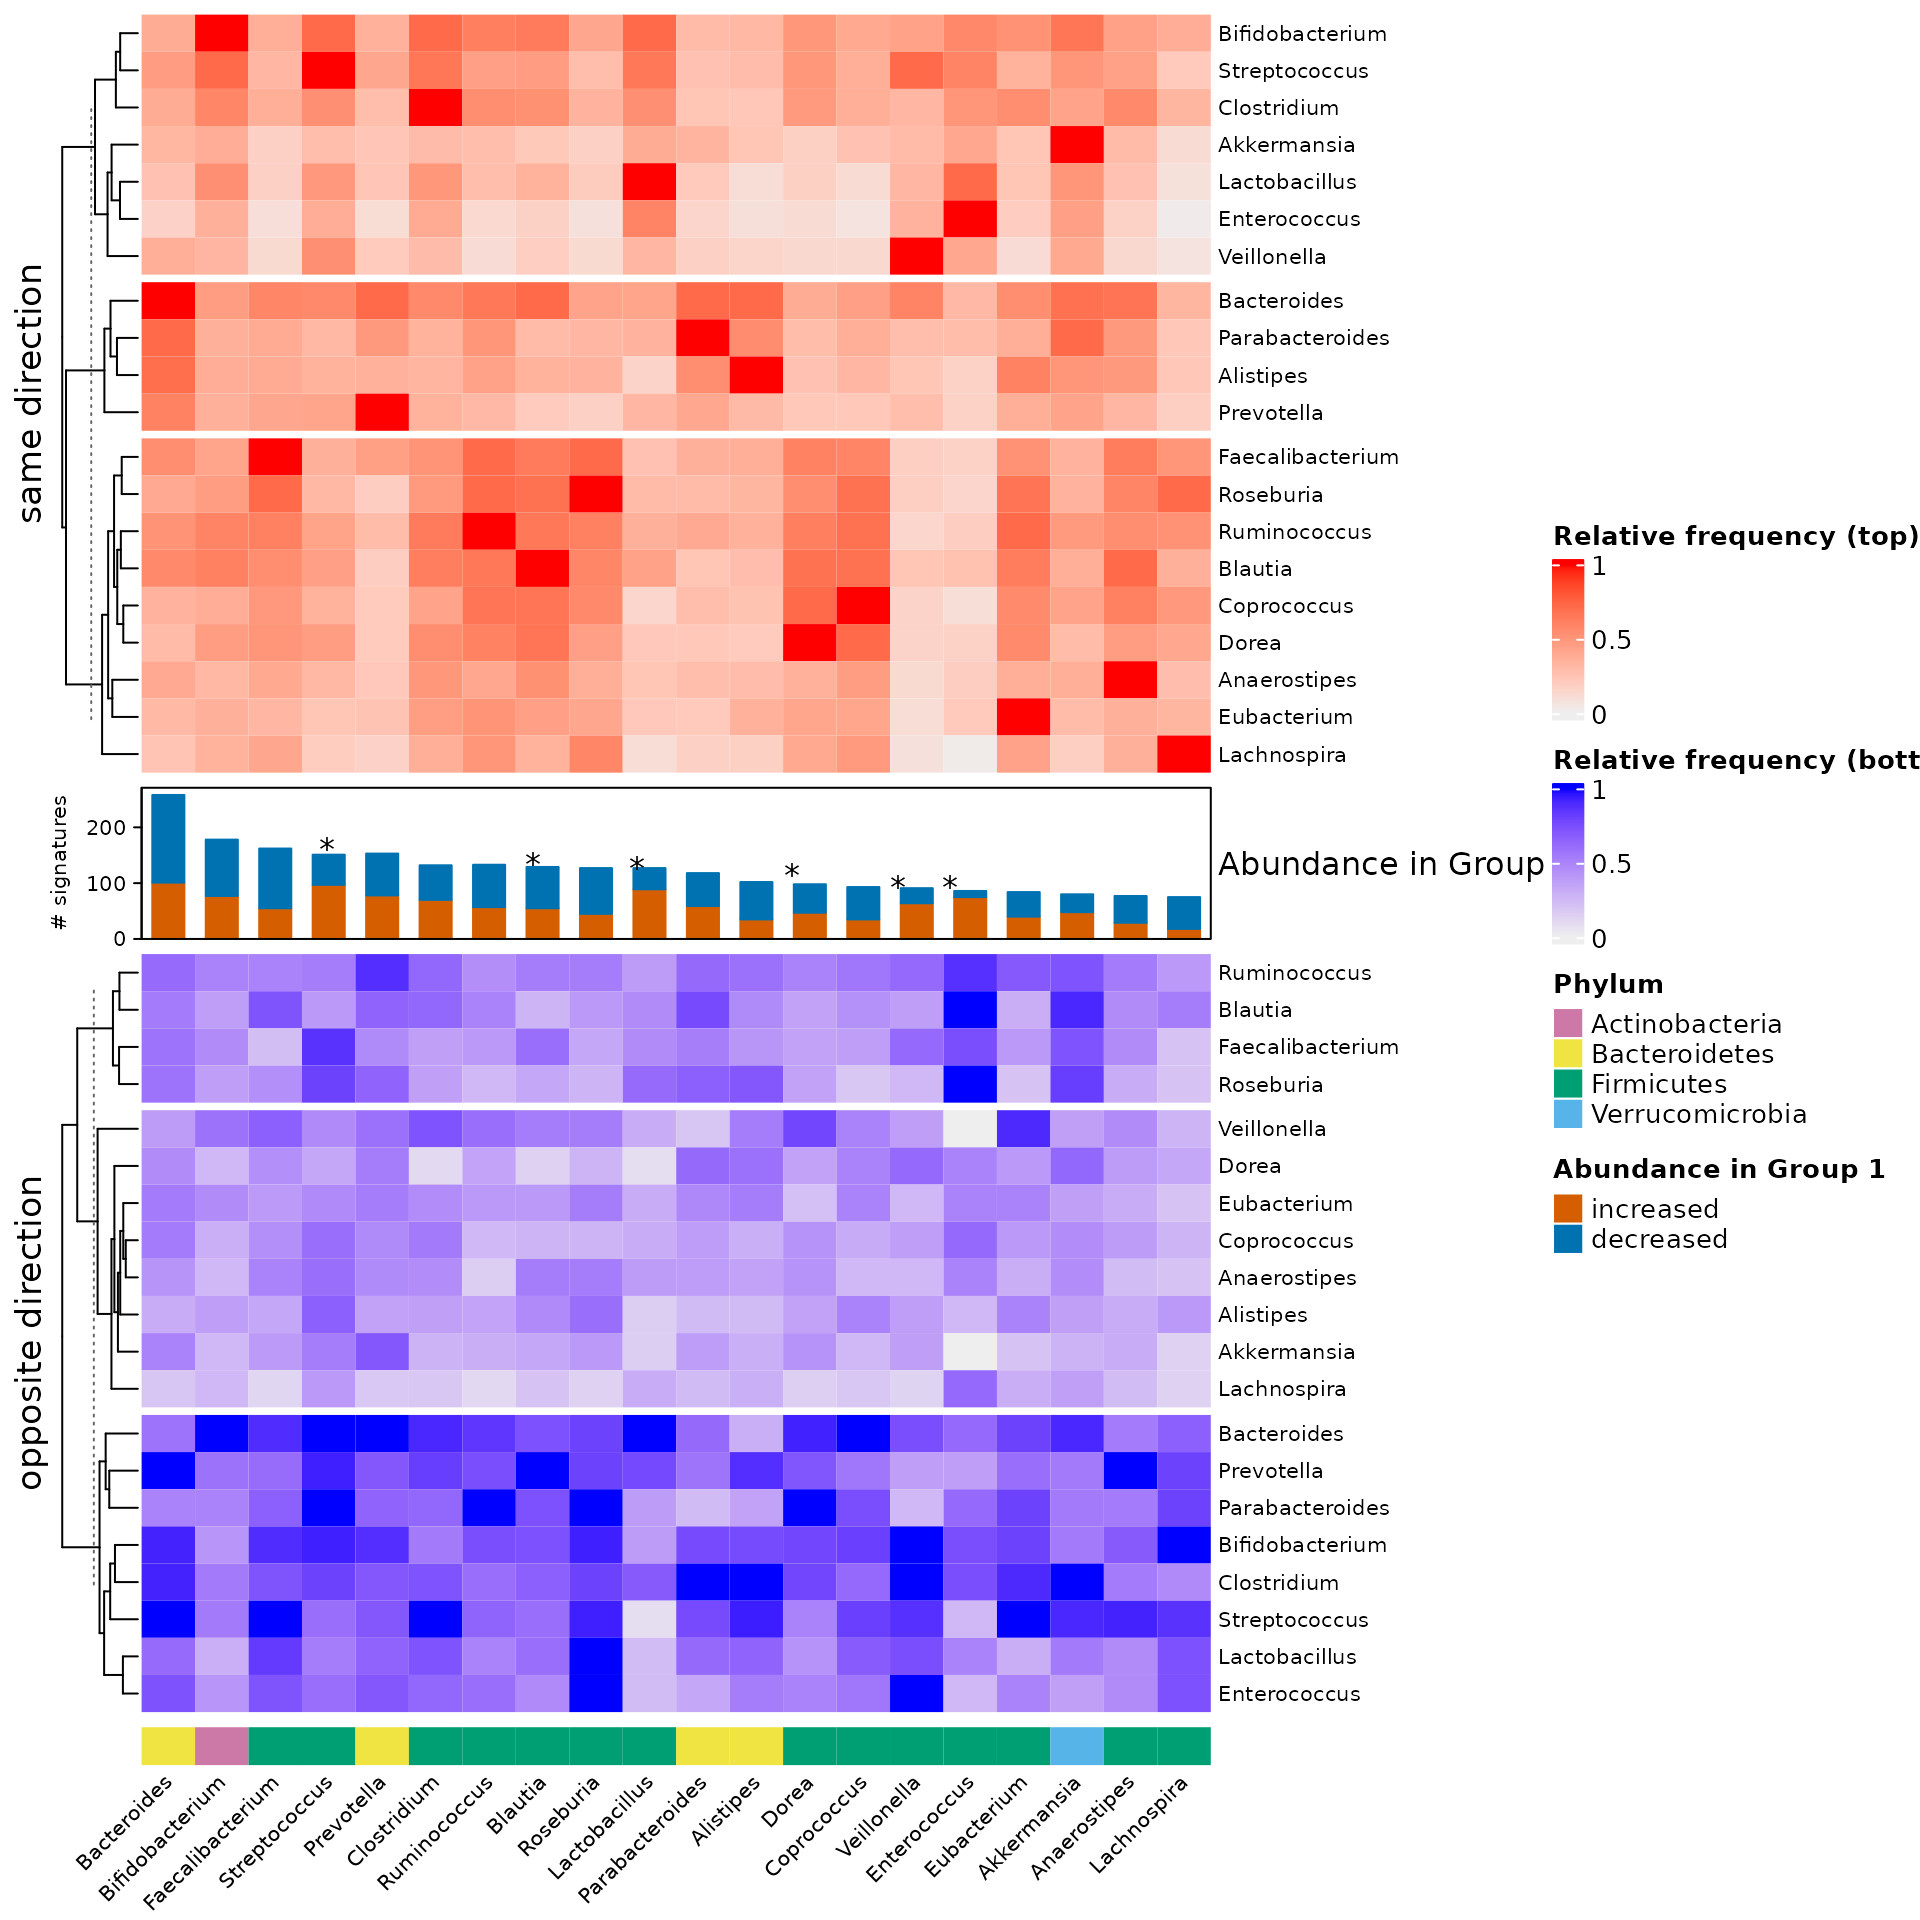 same direction
Bifidobacterium
Streptococcus
Clostridium
Akkermansia
Lactobacillus
Enterococcus
Veillonella
Bacteroides
Parabacteroides
Alistipes
Prevotella
Faecalibacterium
Roseburia
Ruminococcus
Blautia
Coprococcus
Dorea
Anaerostipes
Eubacterium
Lachnospira
# signatures
200
100
0
* * * * * *
Abundance in Group
opposite direction
Ruminococcus
Blautia
Faecalibacterium
Roseburia
Veillonella
Dorea
Eubacterium
Coprococcus
Anaerostipes
Alistipes
Akkermansia
Lachnospira
Bacteroides
Prevotella
Parabacteroides
Bifidobacterium
Clostridium
Streptococcus
Lactobacillus
Enterococcus
Bacteroides
Bifidobacterium
Faecalibacterium
Streptococcus
Prevotella
Clostridium
Ruminococcus
Blautia
Roseburia
Lactobacillus
Parabacteroides
Alistipes
Dorea
Coprococcus
Veillonella
Enterococcus
Eubacterium
Akkermansia
Anaerostipes
Lachnospira
Relative frequency (top)
1
0.5
0
Relative frequency (bott
1
0.5
0
Phylum
Actinobacteria
Bacteroidetes
Firmicutes
Verrucomicrobia
Abundance in Group 1
increased
decreased